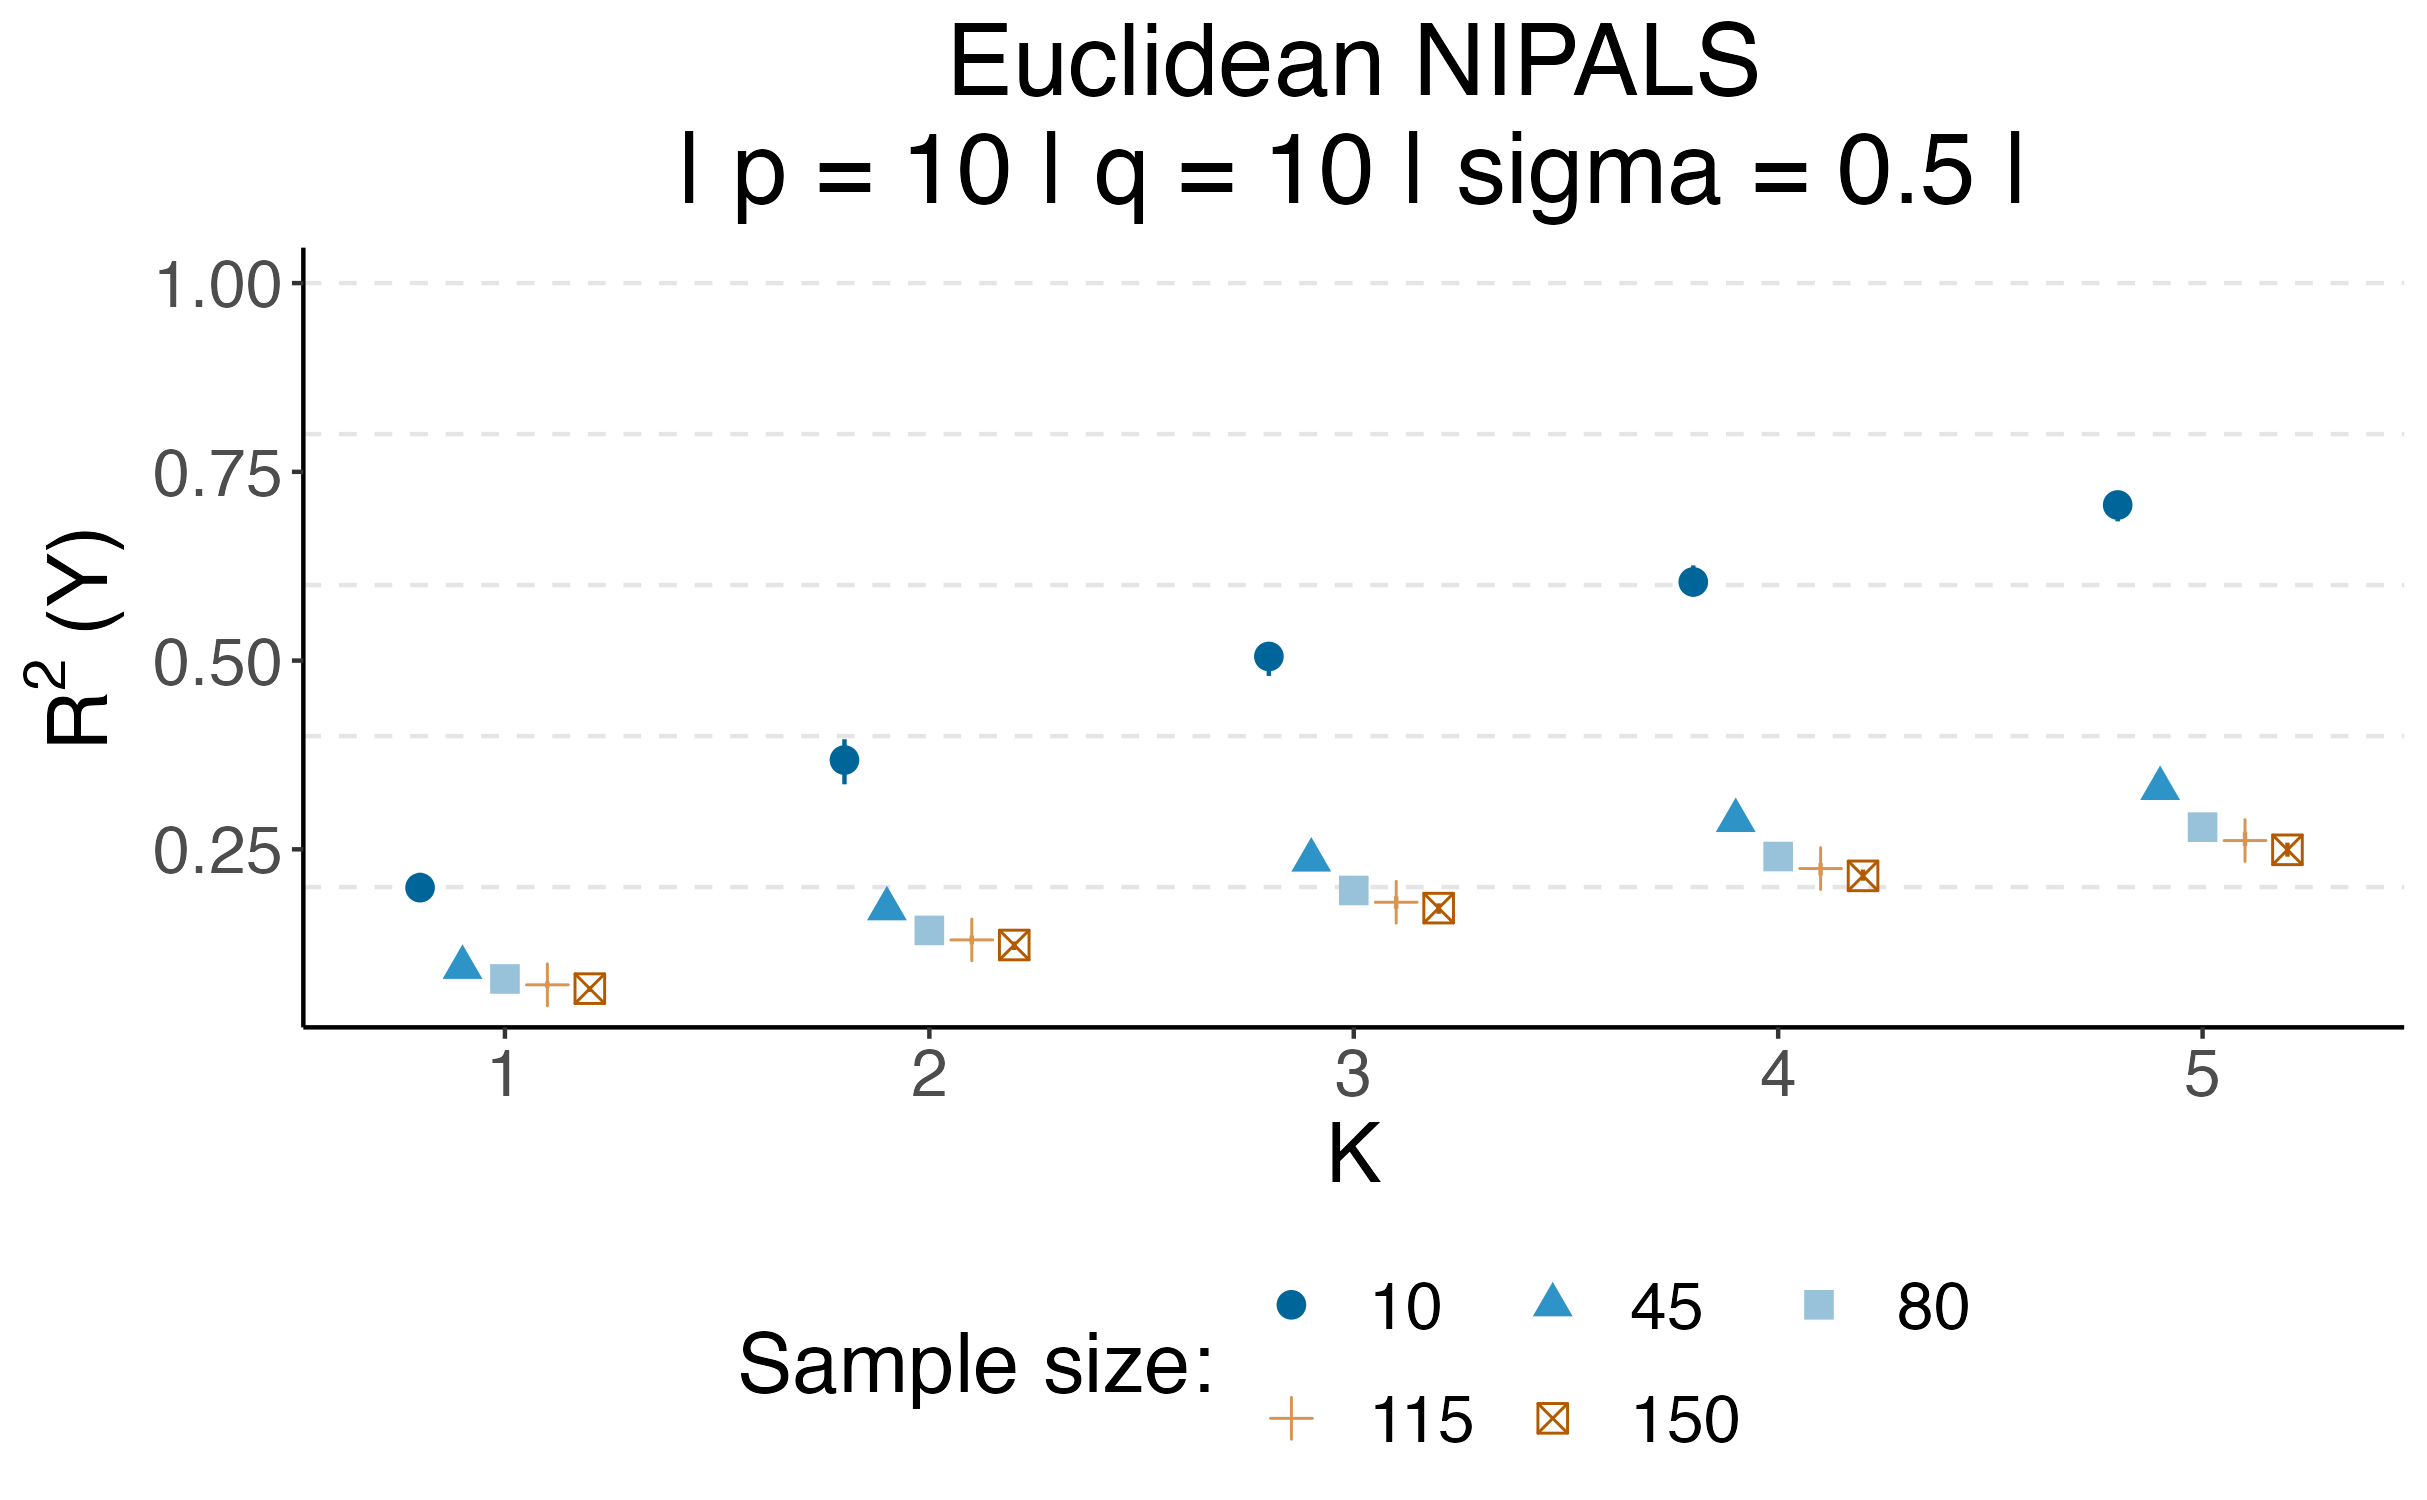 Euclidean NIPALS
| p = 10 | q = 10 | sigma = 0.5 |
1.00
0.75
0.50
0.25
R² (Y)
1 2 3 4 5
K
Sample size:
10 45 80
115 150